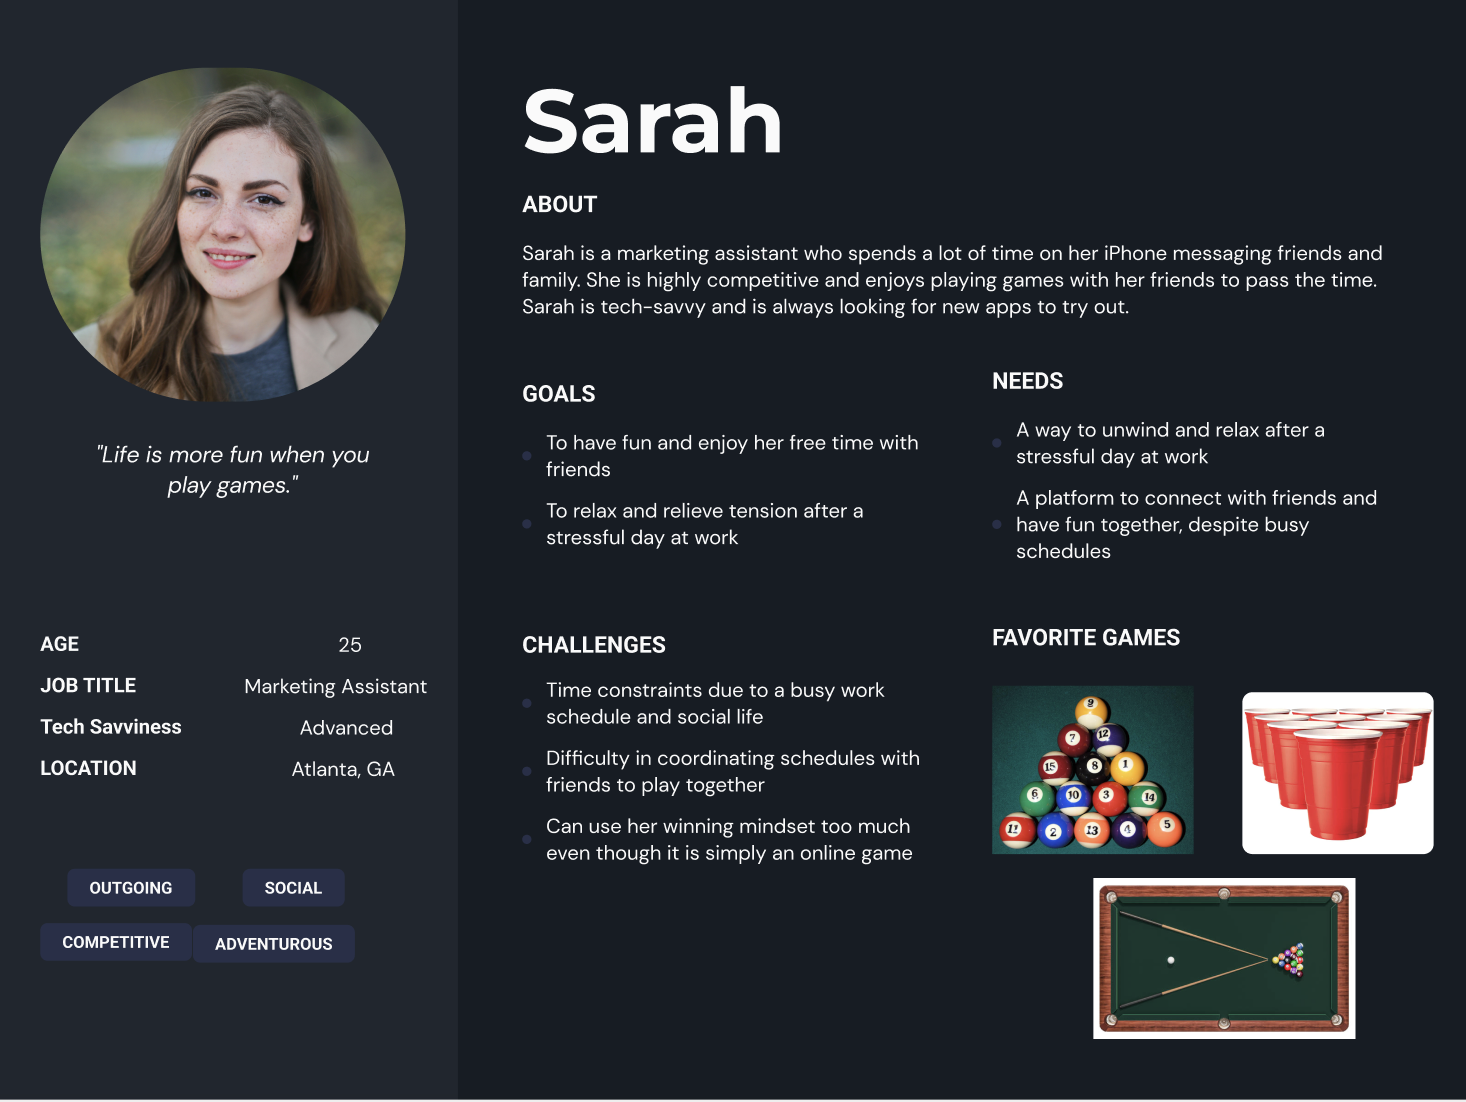 Sarah
ABOUT
Sarah is a marketing assistant who spends a lot of time on her iPhone messaging friends and
family. She is highly competitive and enjoys playing games with her friends to pass the time.
Sarah is tech-savvy and is always looking for new apps to try out.
"Life is more fun when you
play games."
AGE 25
JOB TITLE Marketing Assistant
Tech Savviness Advanced
LOCATION Atlanta, GA
OUTGOING SOCIAL
COMPETITIVE ADVENTUROUS
GOALS
To have fun and enjoy her free time with
friends
To relax and relieve tension after a
stressful day at work
NEEDS
A way to unwind and relax after a
stressful day at work
A platform to connect with friends and
have fun together, despite busy
schedules
CHALLENGES
Time constraints due to a busy work
schedule and social life
Difficulty in coordinating schedules with
friends to play together
Can use her winning mindset too much
even though it is simply an online game
FAVORITE GAMES
9
7 12
15 8 1
6 10 3 14
11 2 13 4 5